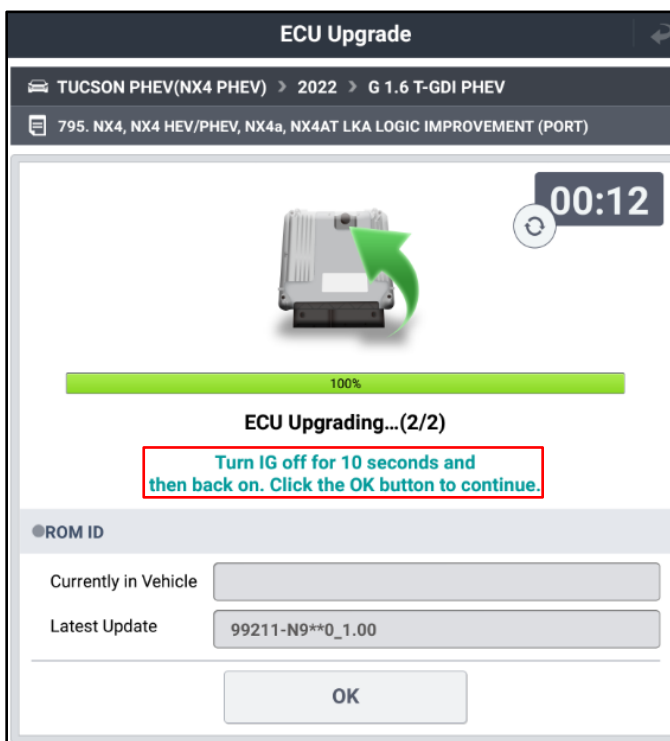 ECU Upgrade
TUCSON PHEV(NX4 PHEV) > 2022 > G 1.6 T-GDI PHEV
795. NX4, NX4 HEV/PHEV, NX4a, NX4AT LKA LOGIC IMPROVEMENT (PORT)
00:12
100%
ECU Upgrading...(2/2)
Turn IG off for 10 seconds and
then back on. Click the OK button to continue.
ROM ID
Currently in Vehicle
Latest Update 99211-N9**0_1.00
OK